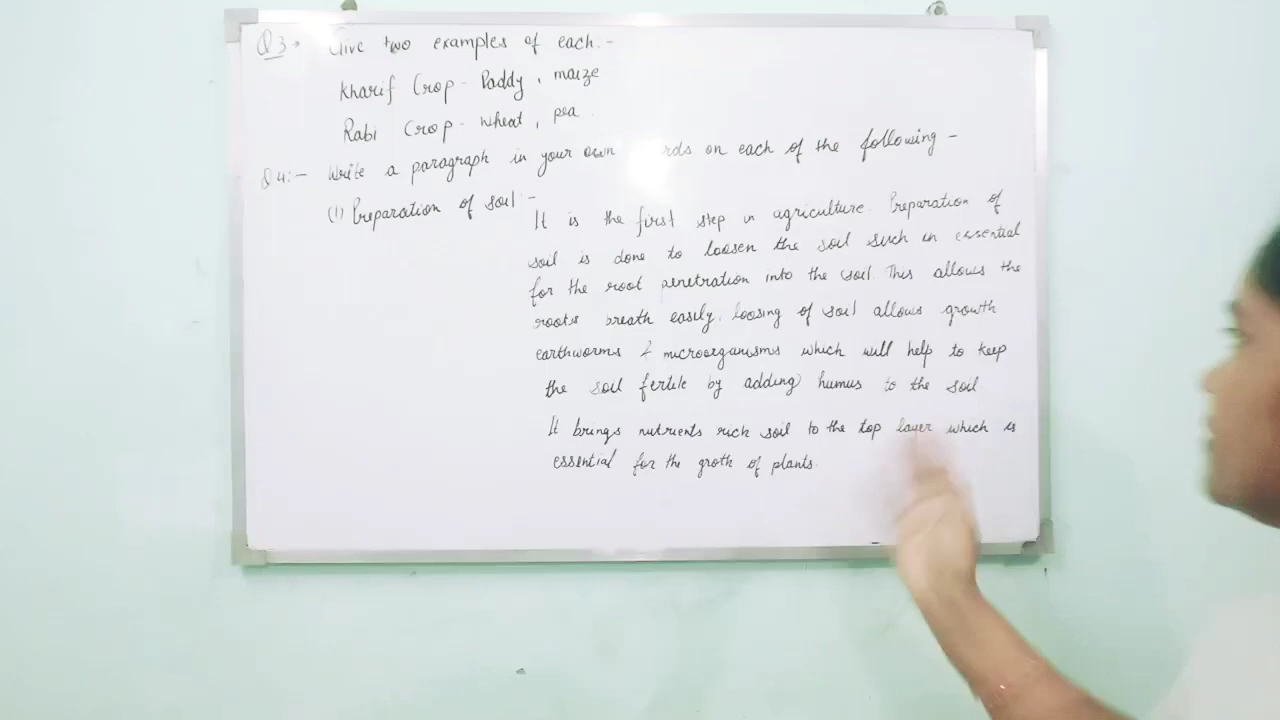 Q3→ Give two examples of each:-
Kharif Crop - Paddy, maize
Rabi Crop - wheat, pea.
Q4:- Write a paragraph in your own rds on each of the following -
(1) Preparation of soil:-
It is the first step in agriculture. Preparation of
soil is done to loosen the soil such in essential
for the root penetration into the soil. This allows the
roots breath easily. loosing of soil allows growth
earthworms & microorganisms which will help to keep
the soil fertile by adding humus to the soil
It brings nutrients rich soil to the top layer which is
essential for the groth of plants.